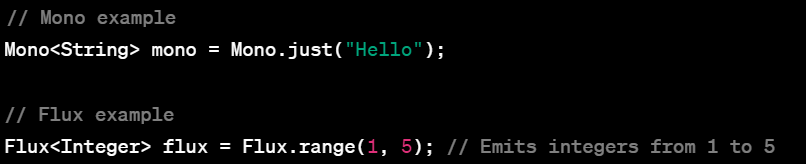 // Mono example
Mono<String> mono = Mono.just("Hello");
// Flux example
Flux<Integer> flux = Flux.range(1, 5); // Emits integers from 1 to 5